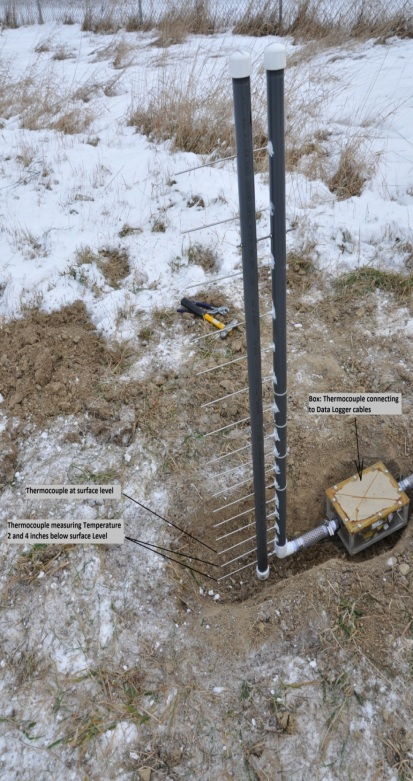 Box: Thermocouple connecting
to Data Logger cables
Thermocouple at surface level
Thermocouple measuring Temperature
2 and 4 inches below surface Level